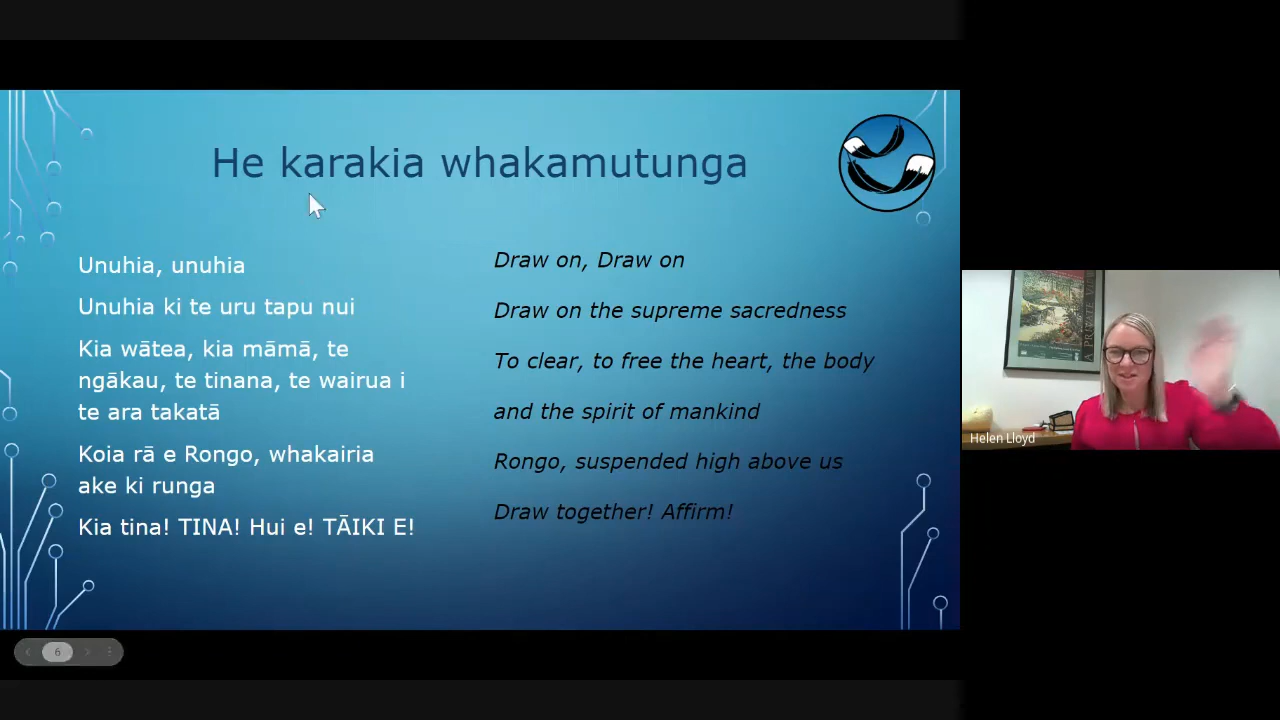 He karakia whakamutunga
Unuhia, unuhia
Unuhia ki te uru tapu nui
Kia wātea, kia māmā, te
ngākau, te tinana, te wairua i
te ara takatā
Koia rā e Rongo, whakairia
ake ki runga
Kia tina! TINA! Hui e! TĀIKI E!
Draw on, Draw on
Draw on the supreme sacredness
To clear, to free the heart, the body
and the spirit of mankind
Rongo, suspended high above us
Draw together! Affirm!
A PRIVATE
Helen Lloyd
6